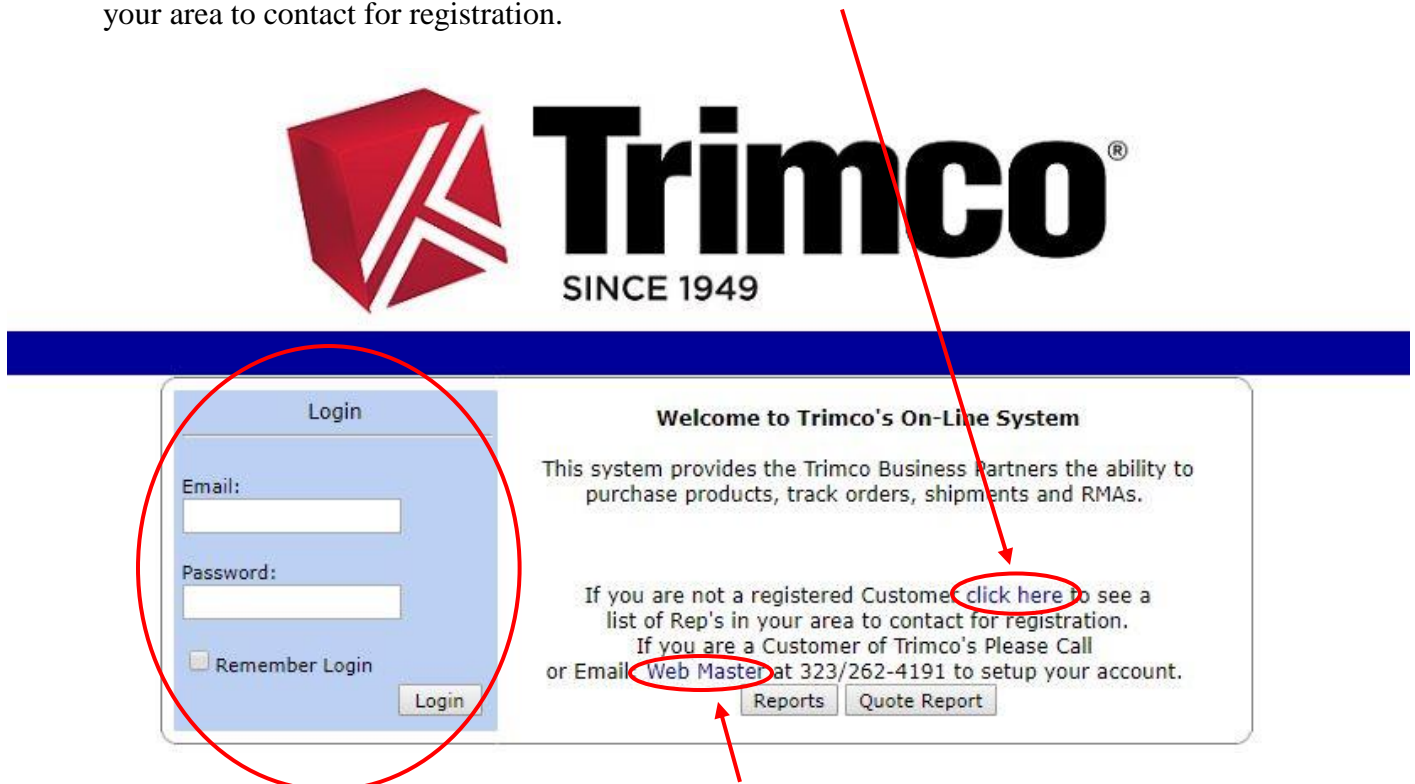 your area to contact for registration.
Trimco®
SINCE 1949
Login
Email:
Password:
Remember Login
Login
Welcome to Trimco's On-Line System
This system provides the Trimco Business Partners the ability to
purchase products, track orders, shipments and RMAs.
If you are not a registered Customer click here to see a
list of Rep's in your area to contact for registration.
If you are a Customer of Trimco's Please Call
or Email: Web Master at 323/262-4191 to setup your account.
Reports Quote Report